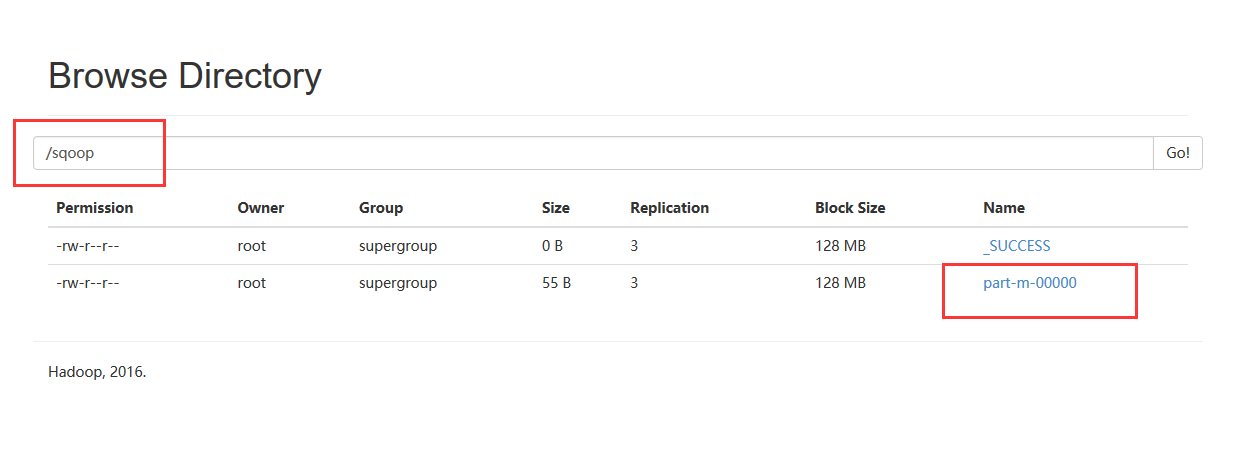 Browse Directory
/sqoop Go!
Permission Owner Group Size Replication Block Size Name
-rw-r--r-- root supergroup 0 B 3 128 MB _SUCCESS
-rw-r--r-- root supergroup 55 B 3 128 MB part-m-00000
Hadoop, 2016.